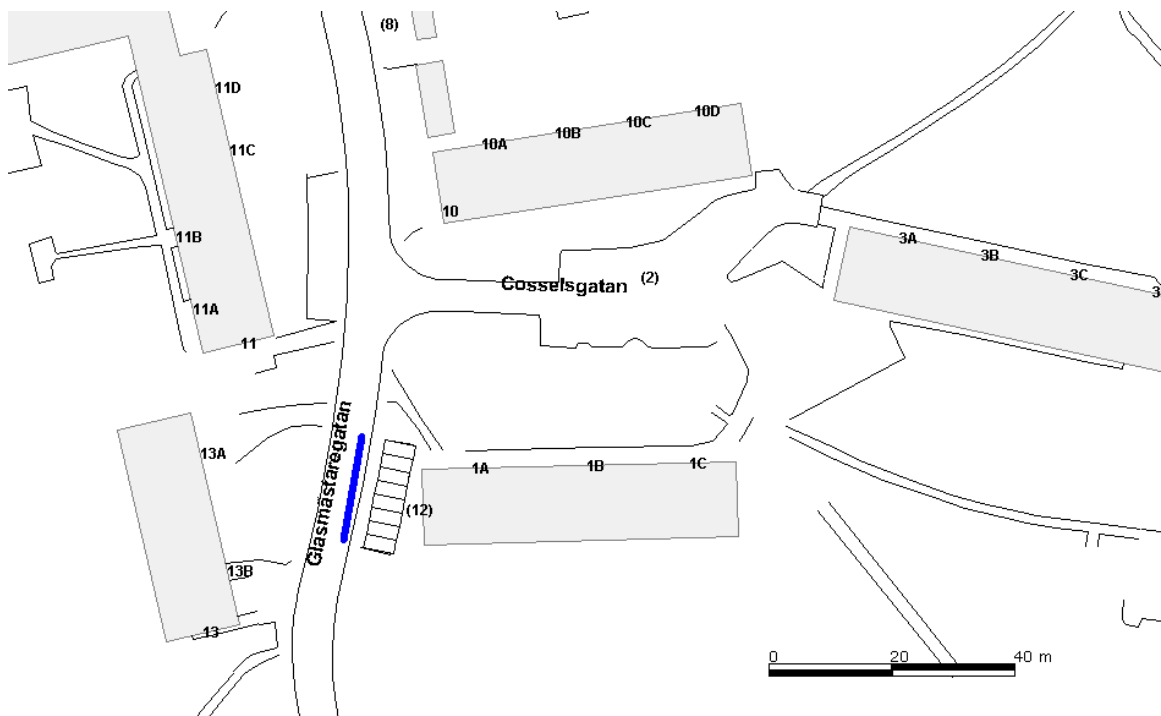 (8)
11D
10D
10C
10B
10A
11C
10
11B
3A
3B
3C
3
Cosselsgatan (2)
11A
11
Glasmästaregatan
13A
1A
1B
1C
(12)
13B
13
0 20 40 m